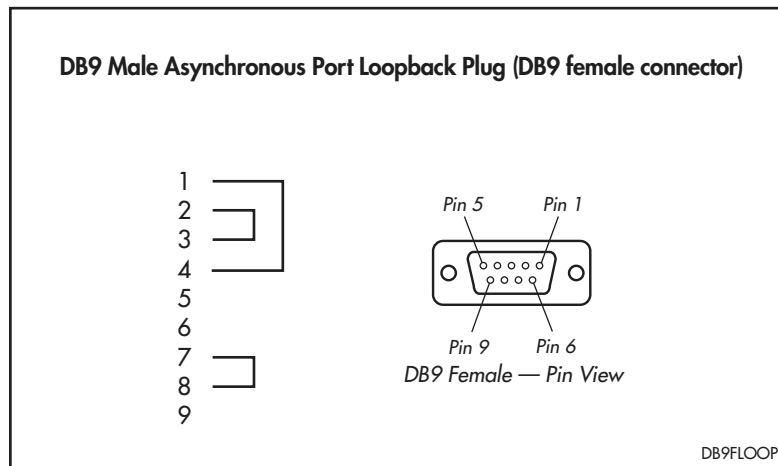 DB9 Male Asynchronous Port Loopback Plug (DB9 female connector)
1
2
3
4
5
6
7
8
9
Pin 5 Pin 1
Pin 9 Pin 6
DB9 Female — Pin View
DB9FLOOP